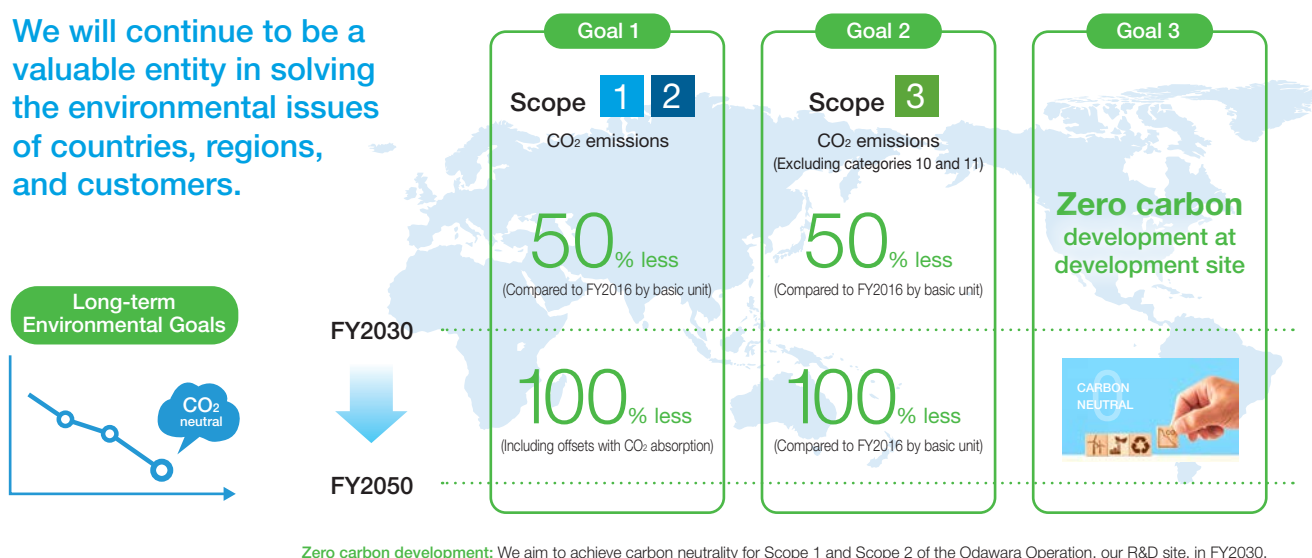 We will continue to be a
valuable entity in solving
the environmental issues
of countries, regions,
and customers.
Long-term
Environmental Goals
CO2
neutral
FY2030
FY2050
Goal 1
Scope 1 2
CO2 emissions
50% less
(Compared to FY2016 by basic unit)
100% less
(Including offsets with CO2 absorption)
Goal 2
Scope 3
CO2 emissions
(Excluding categories 10 and 11)
50% less
(Compared to FY2016 by basic unit)
100% less
(Compared to FY2016 by basic unit)
Goal 3
Zero carbon
development at
development site
0
CARBON
NEUTRAL
Zero carbon development: We aim to achieve carbon neutrality for Scope 1 and Scope 2 of the Odawara Operation, our R&D site, in FY2030.